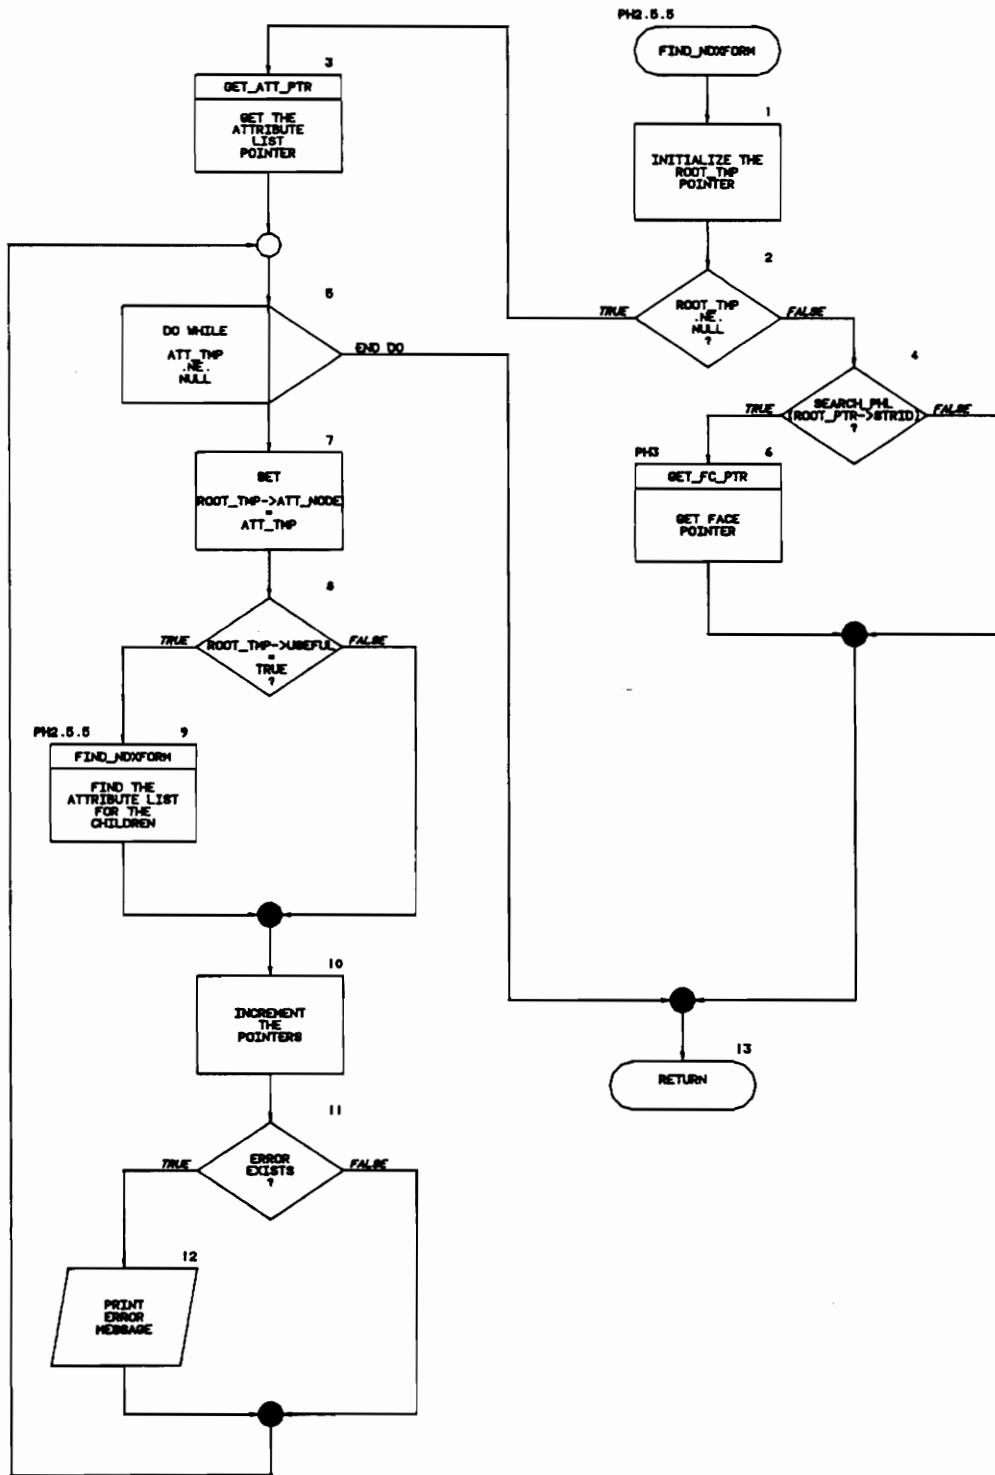 PH2.5.5
FIND_NDXFORM
1
INITIALIZE THE
ROOT_TMP
POINTER
2
ROOT_TMP
.NE.
NULL
?
TRUE
FALSE
3
GET_ATT_PTR
GET THE
ATTRIBUTE
LIST
POINTER
4
SEARCH_PHL
(ROOT_PTR->STRID)
?
TRUE
FALSE
5
DO WHILE
ATT_TMP
.NE.
NULL
END DO
PH3
6
GET_FC_PTR
GET FACE
POINTER
7
SET
ROOT_TMP->ATT_NODE
=
ATT_TMP
8
ROOT_TMP->USEFUL
=
TRUE
?
TRUE
FALSE
PH2.5.5
9
FIND_NDXFORM
FIND THE
ATTRIBUTE LIST
FOR THE
CHILDREN
10
INCREMENT
THE
POINTERS
11
ERROR
EXISTS
?
TRUE
FALSE
12
PRINT
ERROR
MESSAGE
13
RETURN